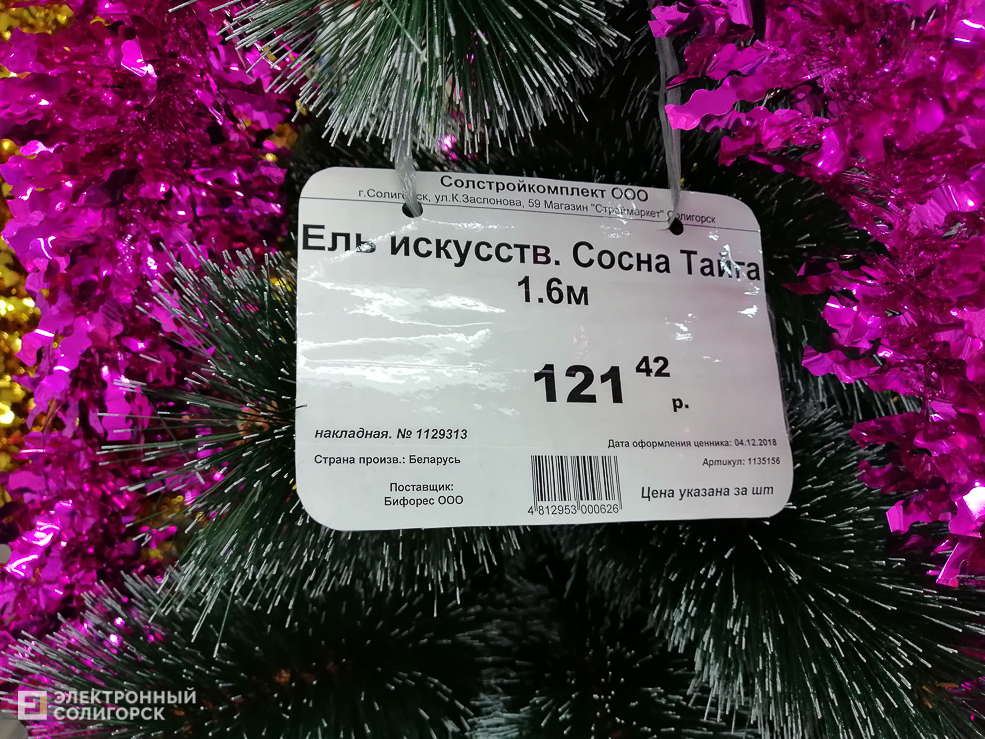 Солстройкомплект ООО
г.Солигорск, ул.К.Заслонова, 59 Магазин "Строймаркет" Солигорск
Ель искусств. Сосна Тайга
1.6м
121 42
р.
накладная. № 1129313
Дата оформления ценника: 04.12.2018
Страна произв.: Беларусь
Артикул: 1135156
Поставщик:
Бифорес ООО
Цена указана за шт
4 812953 000626
ЭЛЕКТРОННЫЙ
СОЛИГОРСК